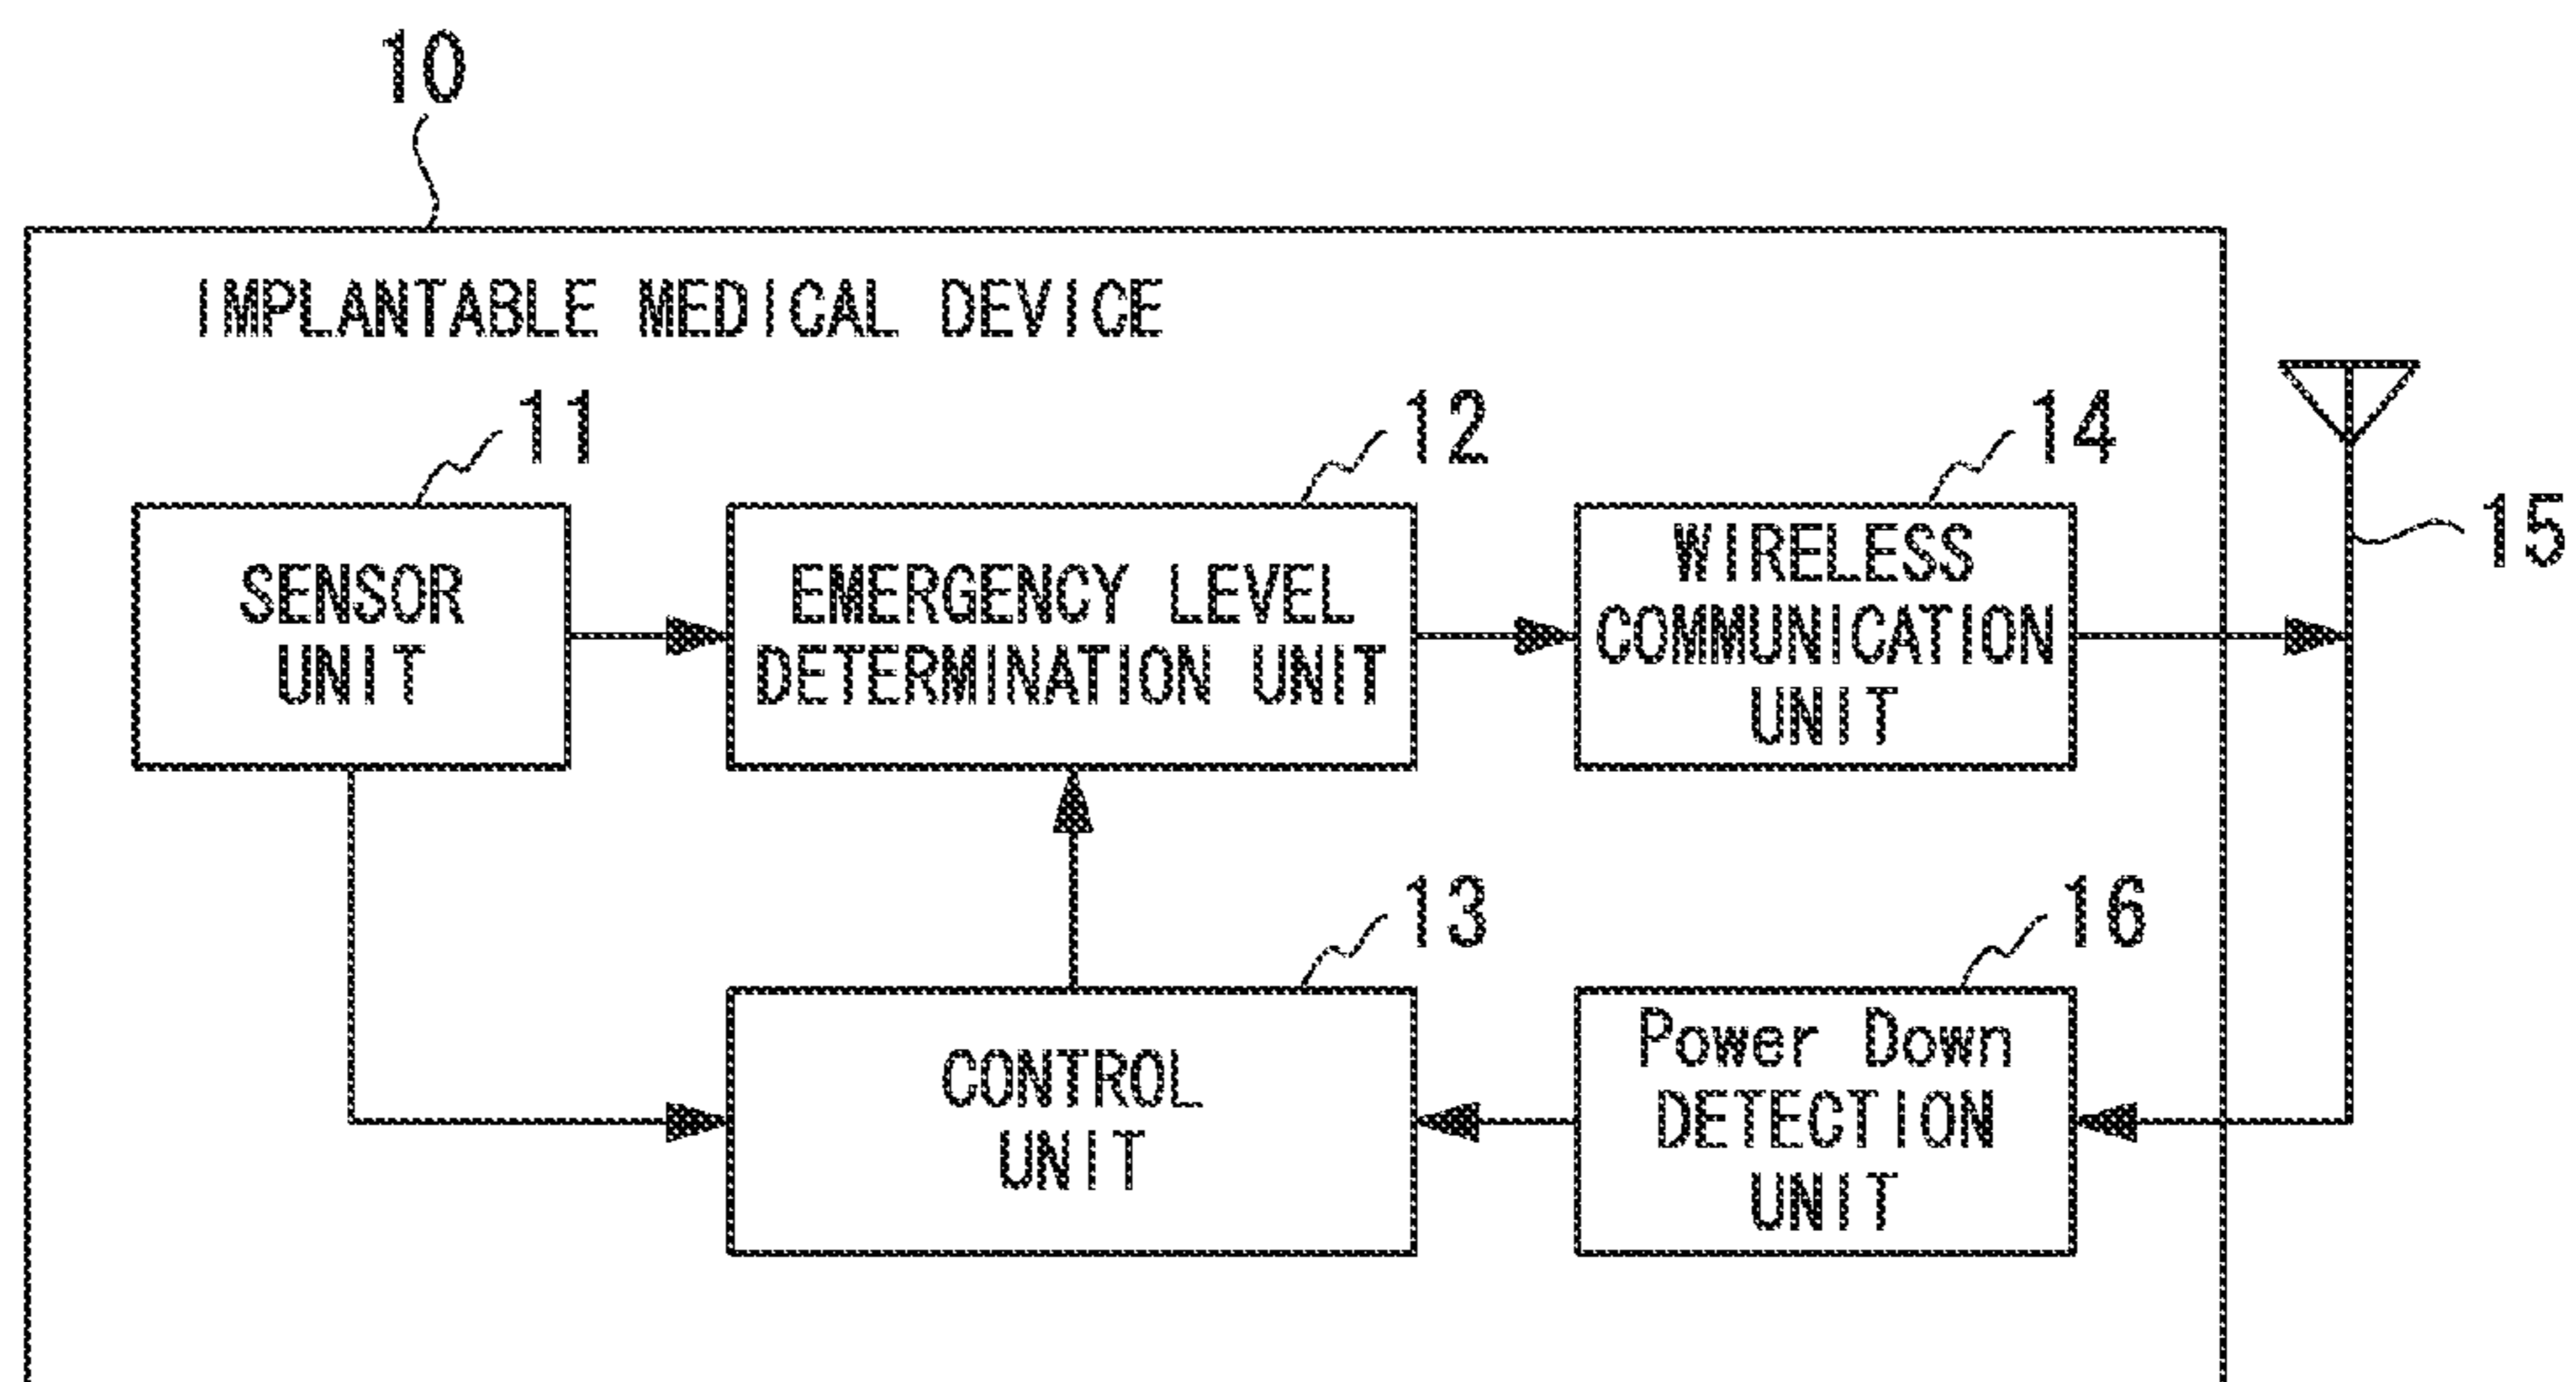 10
IMPLANTABLE MEDICAL DEVICE
11
12
14
15
SENSOR
UNIT
EMERGENCY LEVEL
DETERMINATION UNIT
WIRELESS
COMMUNICATION
UNIT
13
16
CONTROL
UNIT
Power Down
DETECTION
UNIT